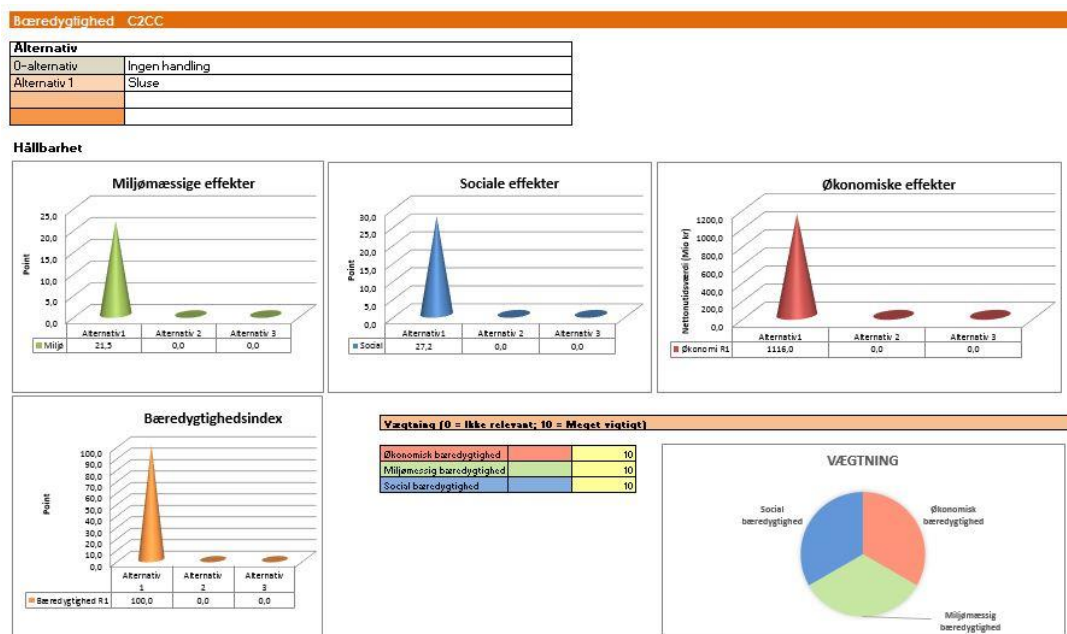 Bæredygtighed C2CC
Alternativ
0-alternativ Ingen handling
Alternativ 1 Sluse
Hållbarhet
Miljømæssige effekter
Point
25,0
20,0
15,0
10,0
5,0
0,0
Alternativ1 Alternativ 2 Alternativ 3
Miljø 21,5 0,0 0,0
Sociale effekter
Point
30,0
25,0
20,0
15,0
10,0
5,0
0,0
Alternativ1 Alternativ 2 Alternativ 3
Social 27,2 0,0 0,0
Økonomiske effekter
Nettonutidsværdi (Mio kr)
1200,0
1000,0
800,0
600,0
400,0
200,0
0,0
Alternativ1 Alternativ 2 Alternativ 3
Økonomi R1 1116,0 0,0 0,0
Bæredygtighedsindex
Point
100,0
90,0
80,0
70,0
60,0
50,0
40,0
30,0
20,0
10,0
0,0
Alternativ Alternativ Alternativ
1 2 3
Bæredygtighed R1 100,0 0,0 0,0
Vægtning (0 = Ikke relevant; 10 = Meget vigtigt)
Økonomisk bæredygtighed 10
Miljømessig bæredygtighed 10
Social bæredygtighed 10
VÆGTNING
Social
bæredygtighed
Økonomisk
bæredygtighed
Miljømæssig
bæredygtighed